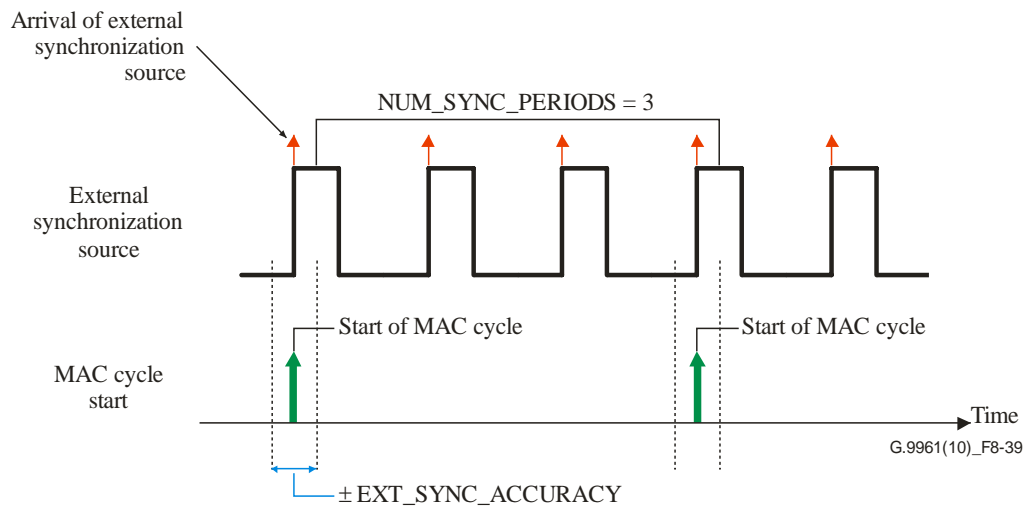 Arrival of external
synchronization
source
NUM_SYNC_PERIODS = 3
External
synchronization
source
Start of MAC cycle
Start of MAC cycle
MAC cycle
start
Time
G.9961(10)_F8-39
± EXT_SYNC_ACCURACY